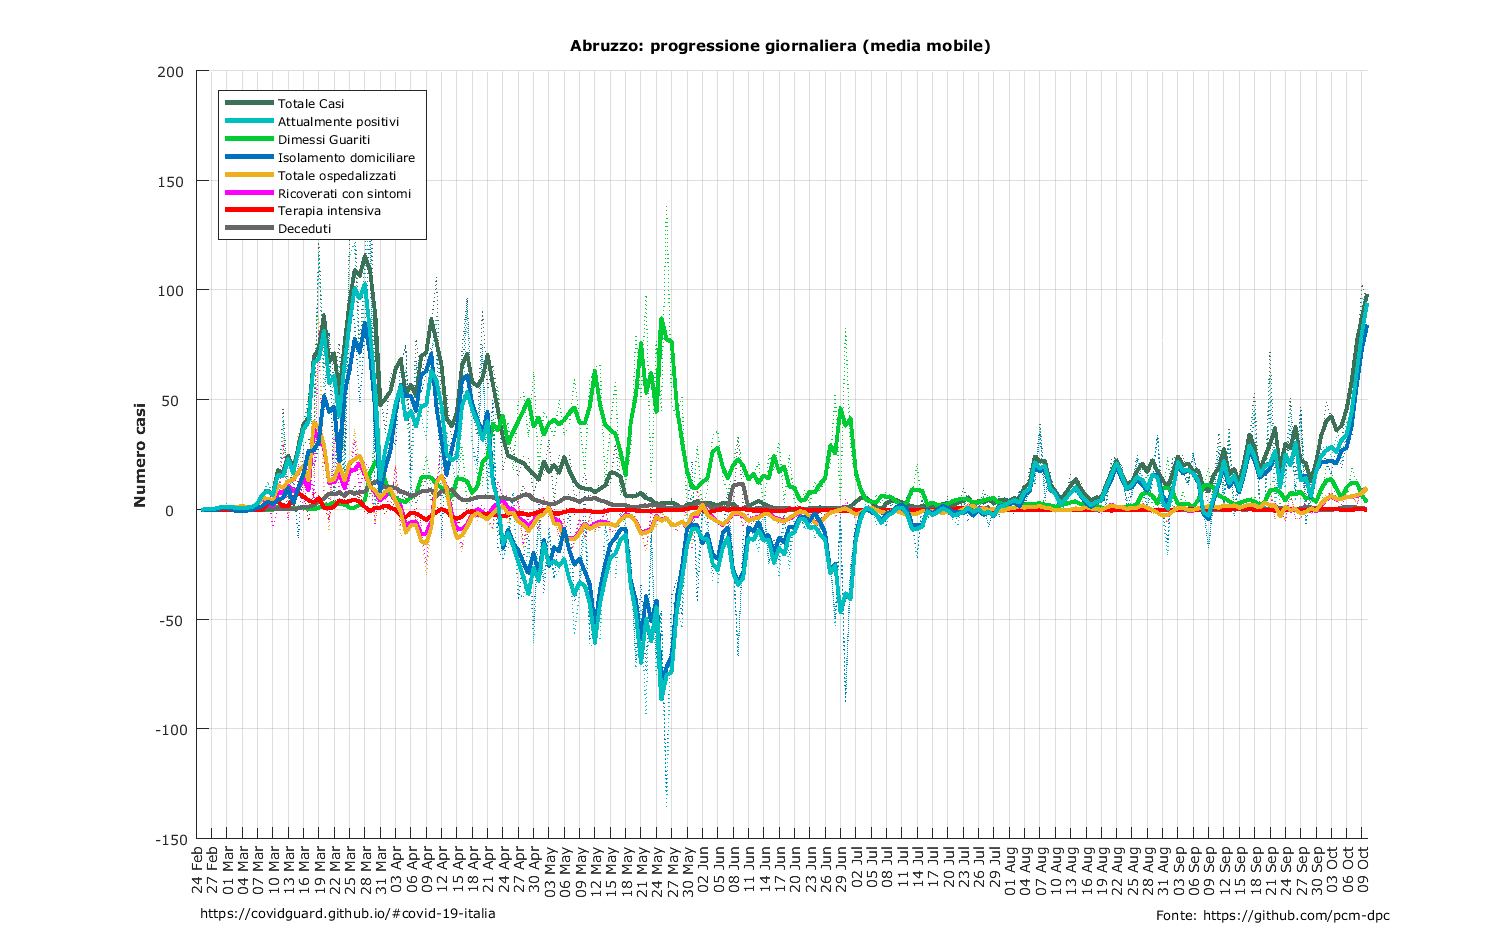 Abruzzo: progressione giornaliera (media mobile)
200
150
100
50
0
-50
-100
-150
Numero casi
Totale Casi
Attualmente positivi
Dimessi Guariti
Isolamento domiciliare
Totale ospedalizzati
Ricoverati con sintomi
Terapia intensiva
Deceduti
24 Feb
27 Feb
01 Mar
04 Mar
07 Mar
10 Mar
13 Mar
16 Mar
19 Mar
22 Mar
25 Mar
28 Mar
31 Mar
03 Apr
06 Apr
09 Apr
12 Apr
15 Apr
18 Apr
21 Apr
24 Apr
27 Apr
30 Apr
03 May
06 May
09 May
12 May
15 May
18 May
21 May
24 May
27 May
30 May
02 Jun
05 Jun
08 Jun
11 Jun
14 Jun
17 Jun
20 Jun
23 Jun
26 Jun
29 Jun
02 Jul
05 Jul
08 Jul
11 Jul
14 Jul
17 Jul
20 Jul
23 Jul
26 Jul
29 Jul
01 Aug
04 Aug
07 Aug
10 Aug
13 Aug
16 Aug
19 Aug
22 Aug
25 Aug
28 Aug
31 Aug
03 Sep
06 Sep
09 Sep
12 Sep
15 Sep
18 Sep
21 Sep
24 Sep
27 Sep
30 Sep
03 Oct
06 Oct
09 Oct
https://covidguard.github.io/#covid-19-italia
Fonte: https://github.com/pcm-dpc